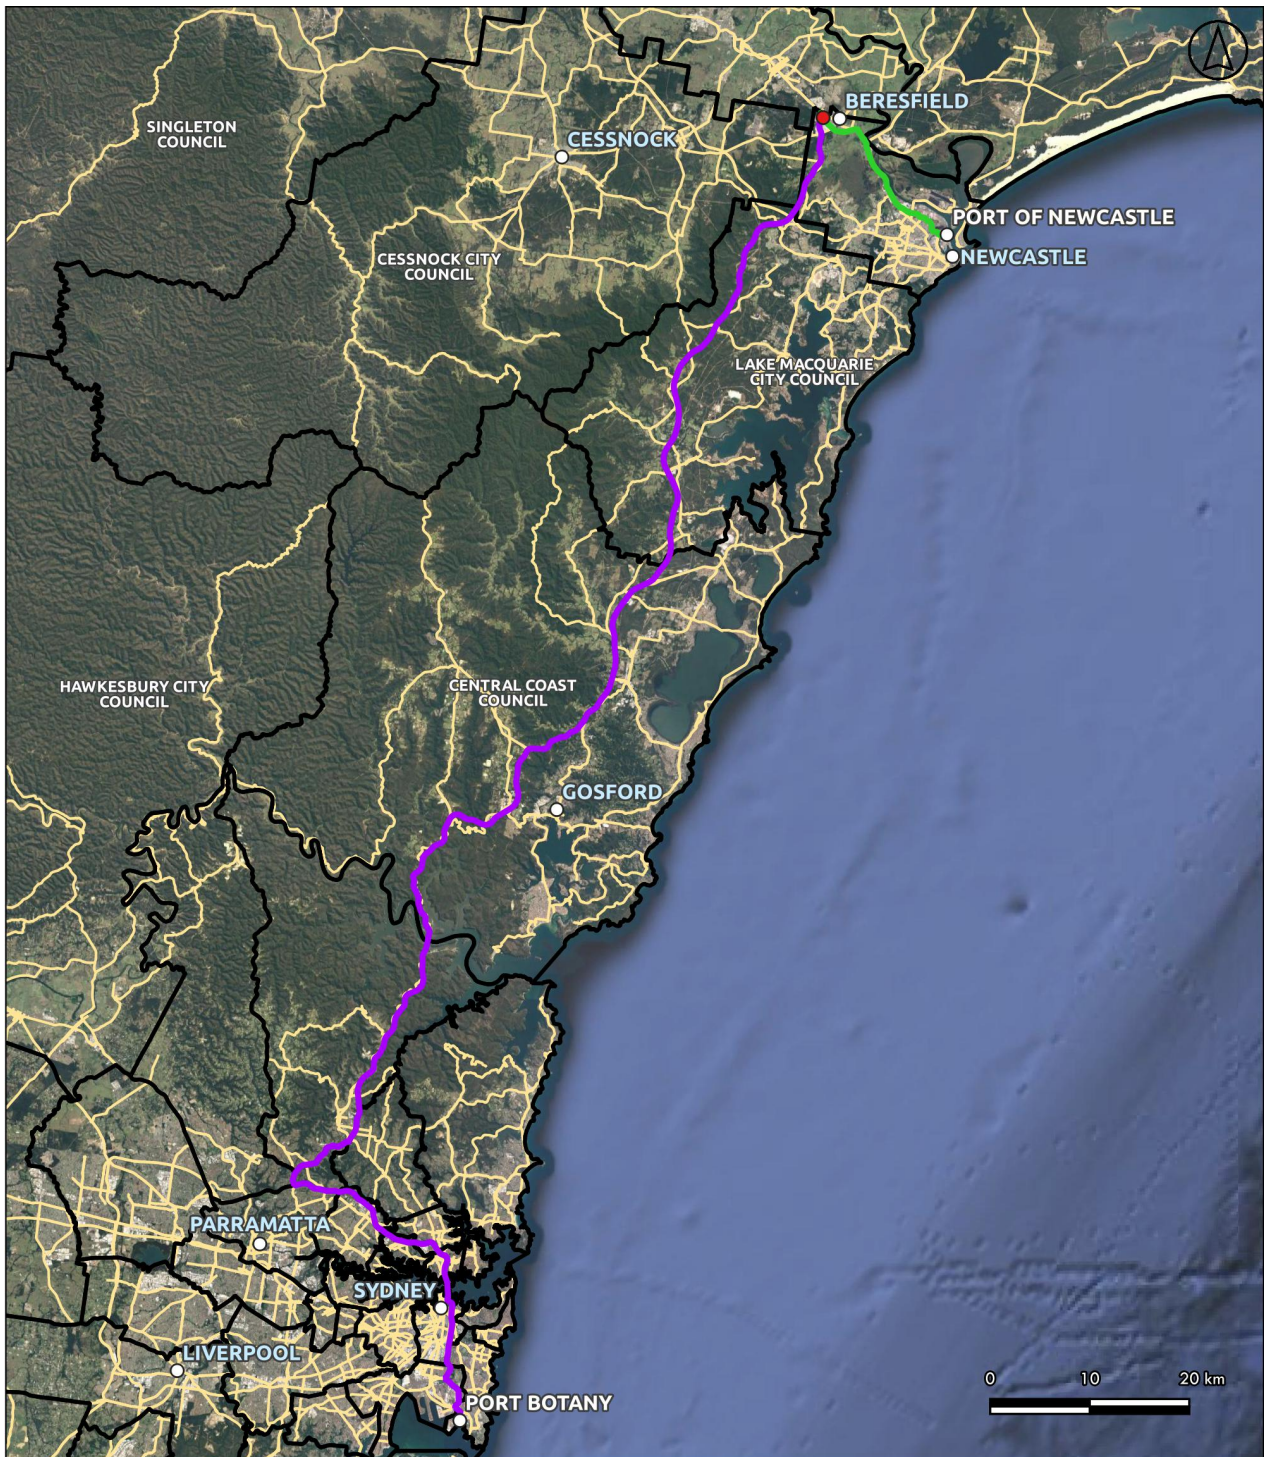 BERESFIELD
SINGLETON
COUNCIL
CESSNOCK
PORT OF NEWCASTLE
NEWCASTLE
CESSNOCK CITY
COUNCIL
LAKE MACQUARIE
CITY COUNCIL
HAWKESBURY CITY
COUNCIL
CENTRAL COAST
COUNCIL
GOSFORD
PARRAMATTA
SYDNEY
LIVERPOOL
0 10 20 km
PORT BOTANY